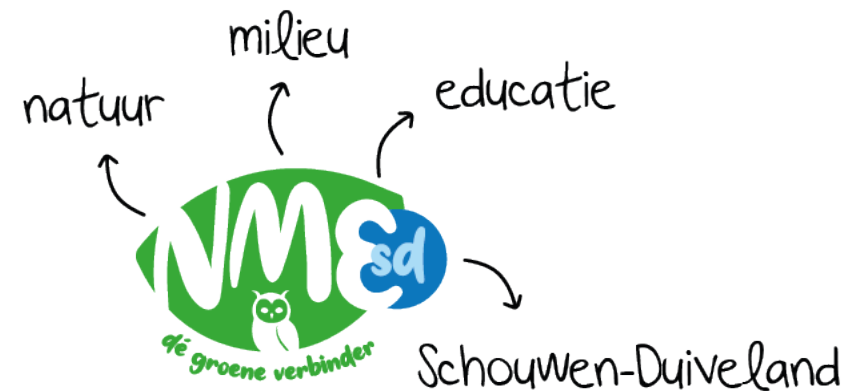 milieu
natuur
educatie
NME
sd
dé groene verbinder
Schouwen-Duiveland